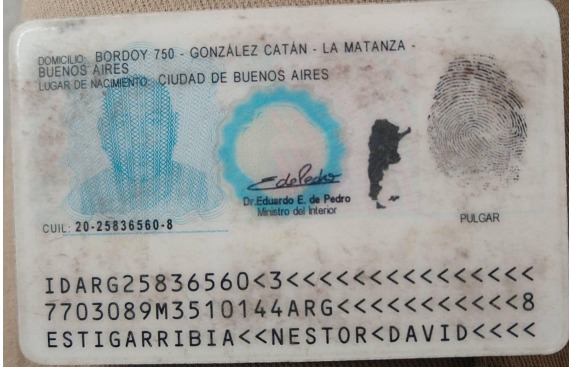 DOMICILIO: BORDOY 750 - GONZÁLEZ CATÁN - LA MATANZA -
BUENOS AIRES
LUGAR DE NACIMIENTO: CIUDAD DE BUENOS AIRES
Dr. Eduardo E. de Pedro
Ministro del Interior
CUIL: 20-25836560-8
PULGAR
IDARG25836560<3<<<<<<<<<<<<<<<
7703089M3510144ARG<<<<<<<<<<<8
ESTIGARRIBIA<<NESTOR<DAVID<<<<